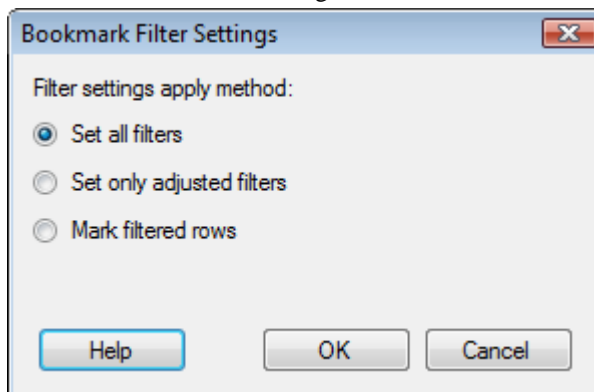 Bookmark Filter Settings
Filter settings apply method:
Set all filters
Set only adjusted filters
Mark filtered rows
Help OK Cancel